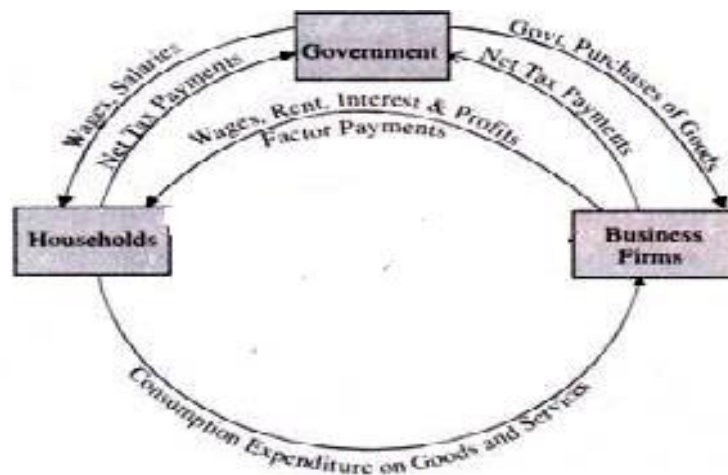 Government
Wages, Salaries
Net Tax Payments
Govt. Purchases of Goods
Net Tax Payments
Wages, Rent, Interest & Profits
Factor Payments
Households
Business
Firms
Consumption Expenditure on Goods and Services